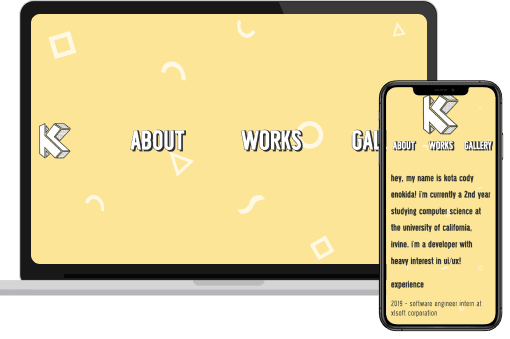 K
ABOUT WORKS GAL
K
ABOUT WORKS GALLERY
hey, my name is kota cody
enokida! i'm currently a 2nd year
studying computer science at
the university of california,
irvine. i'm a developer with
heavy interest in ui/ux!
experience
2019 - software engineer intern at
xlsoft corporation